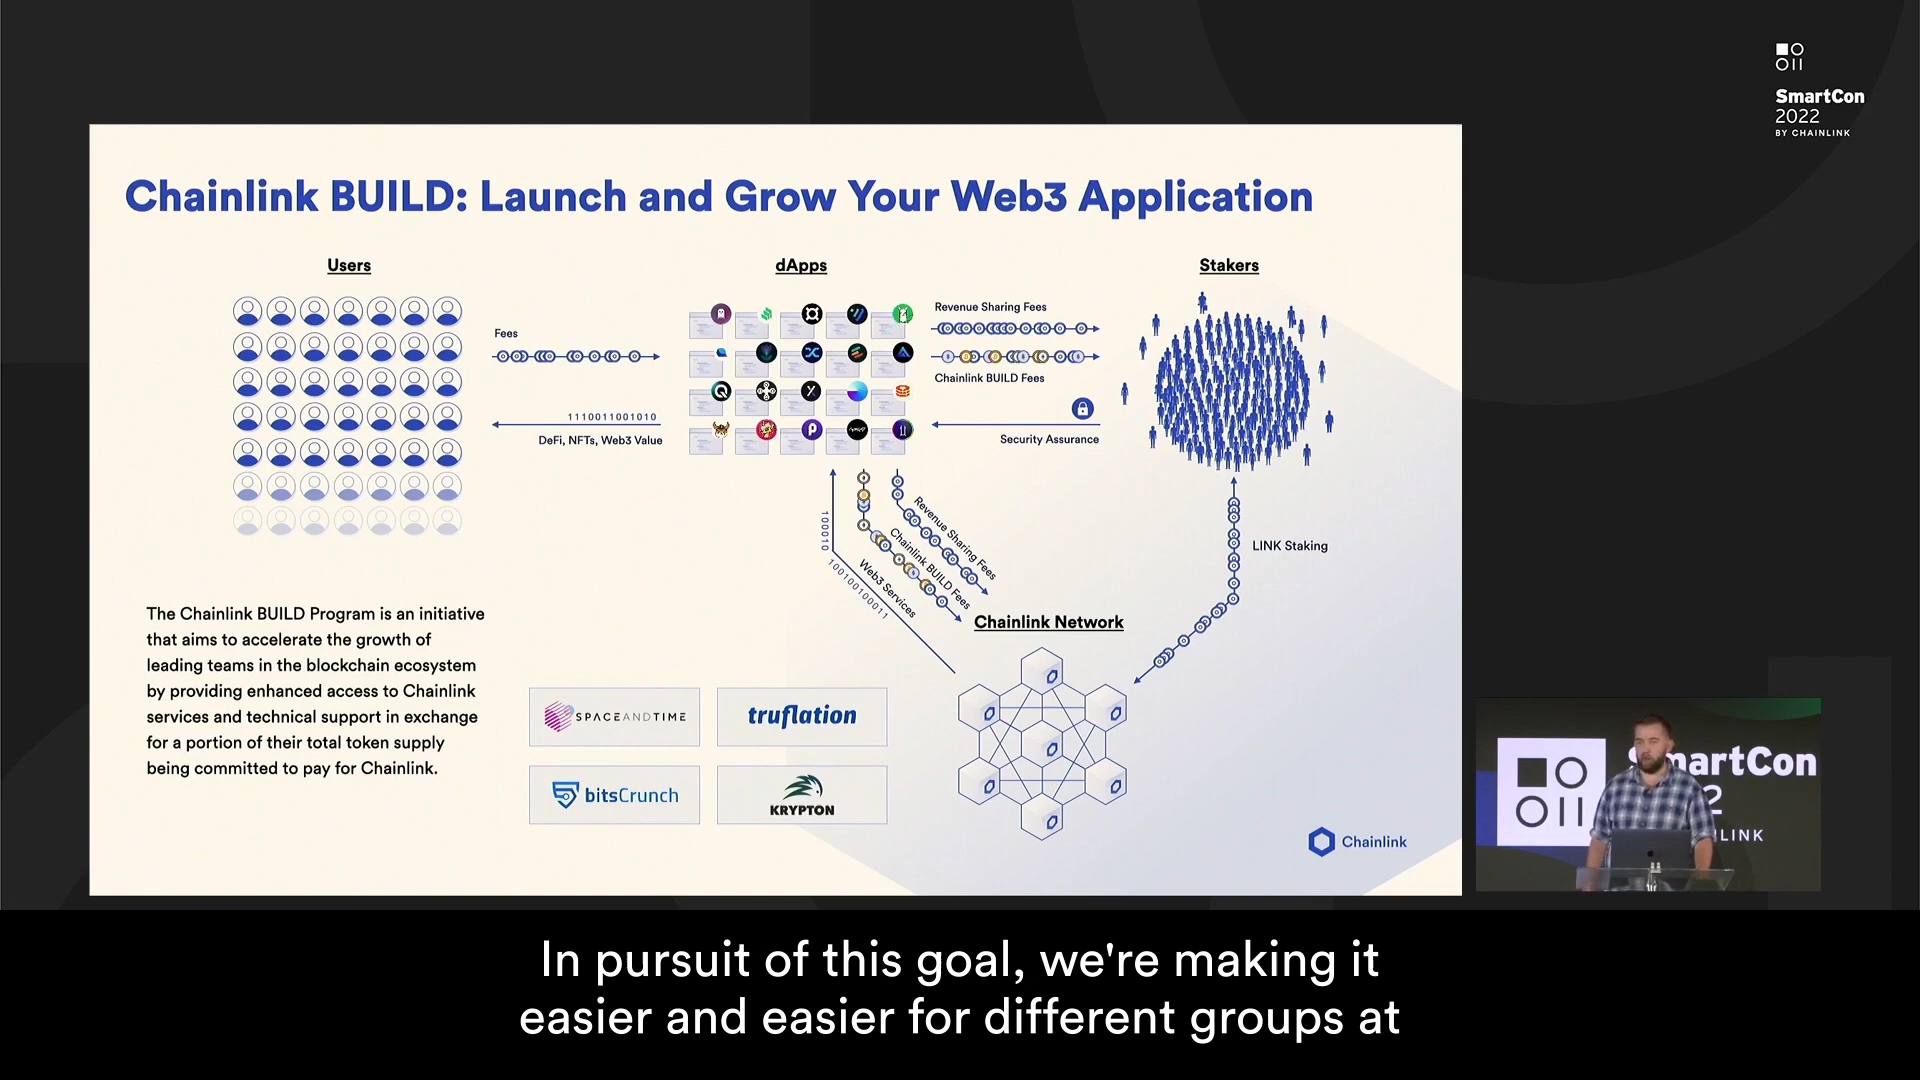 SmartCon
2022
BY CHAINLINK
Chainlink BUILD: Launch and Grow Your Web3 Application
Users
dApps
Stakers
Fees
Revenue Sharing Fees
Chainlink BUILD Fees
1110011001010
DeFi, NFTs, Web3 Value
Security Assurance
100010
100100100011
Web3 Services
Chainlink BUILD Fees
Revenue Sharing Fees
LINK Staking
Chainlink Network
The Chainlink BUILD Program is an initiative
that aims to accelerate the growth of
leading teams in the blockchain ecosystem
by providing enhanced access to Chainlink
services and technical support in exchange
for a portion of their total token supply
being committed to pay for Chainlink.
SPACEANDTIME
truflation
bitsCrunch
KRYPTON
Chainlink
In pursuit of this goal, we're making it
easier and easier for different groups at